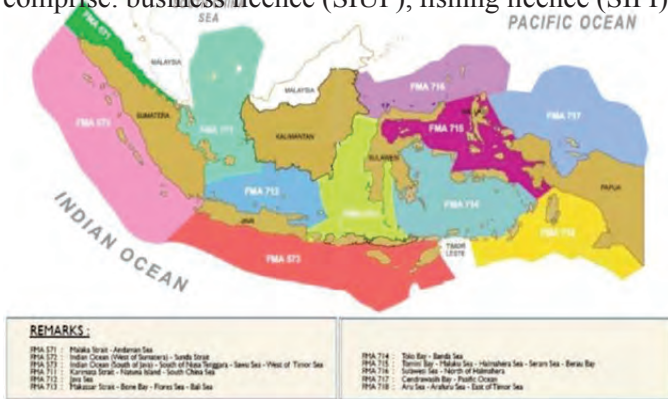 comprise: business licence (SIUP), fishing licence (SIPI)
SEA
PACIFIC OCEAN
FMA 571
MALAYSIA
MALAYSIA
FMA 716
FMA 717
SUMATERA
FMA 572
FMA 711
KALIMANTAN
FMA 715
SULAWESI
PAPUA
FMA 712
FMA 714
JAWA
FMA 718
INDIAN OCEAN
FMA 573
TIMOR
LESTE
REMARKS :
FMA 571 : Malaka Strait - Andaman Sea
FMA 572 : Indian Ocean (West of Sumatera) - Sunda Strait
FMA 573 : Indian Ocean (South of Java) - South of Nusa Tenggara - Sawu Sea - West of Timor Sea
FMA 711 : Karimata Strait - Natuna Island - South China Sea
FMA 712 : Java Sea
FMA 713 : Makassar Strait - Bone Bay - Flores Sea - Bali Sea
FMA 714 : Tolo Bay - Banda Sea
FMA 715 : Tomini Bay - Maluku Sea - Halmahera Sea - Seram Sea - Berau Bay
FMA 716 : Sulawesi Sea - North of Halmahera
FMA 717 : Cendrawasih Bay - Pacific Ocean
FMA 718 : Aru Sea - Arafuru Sea - East of Timor Sea